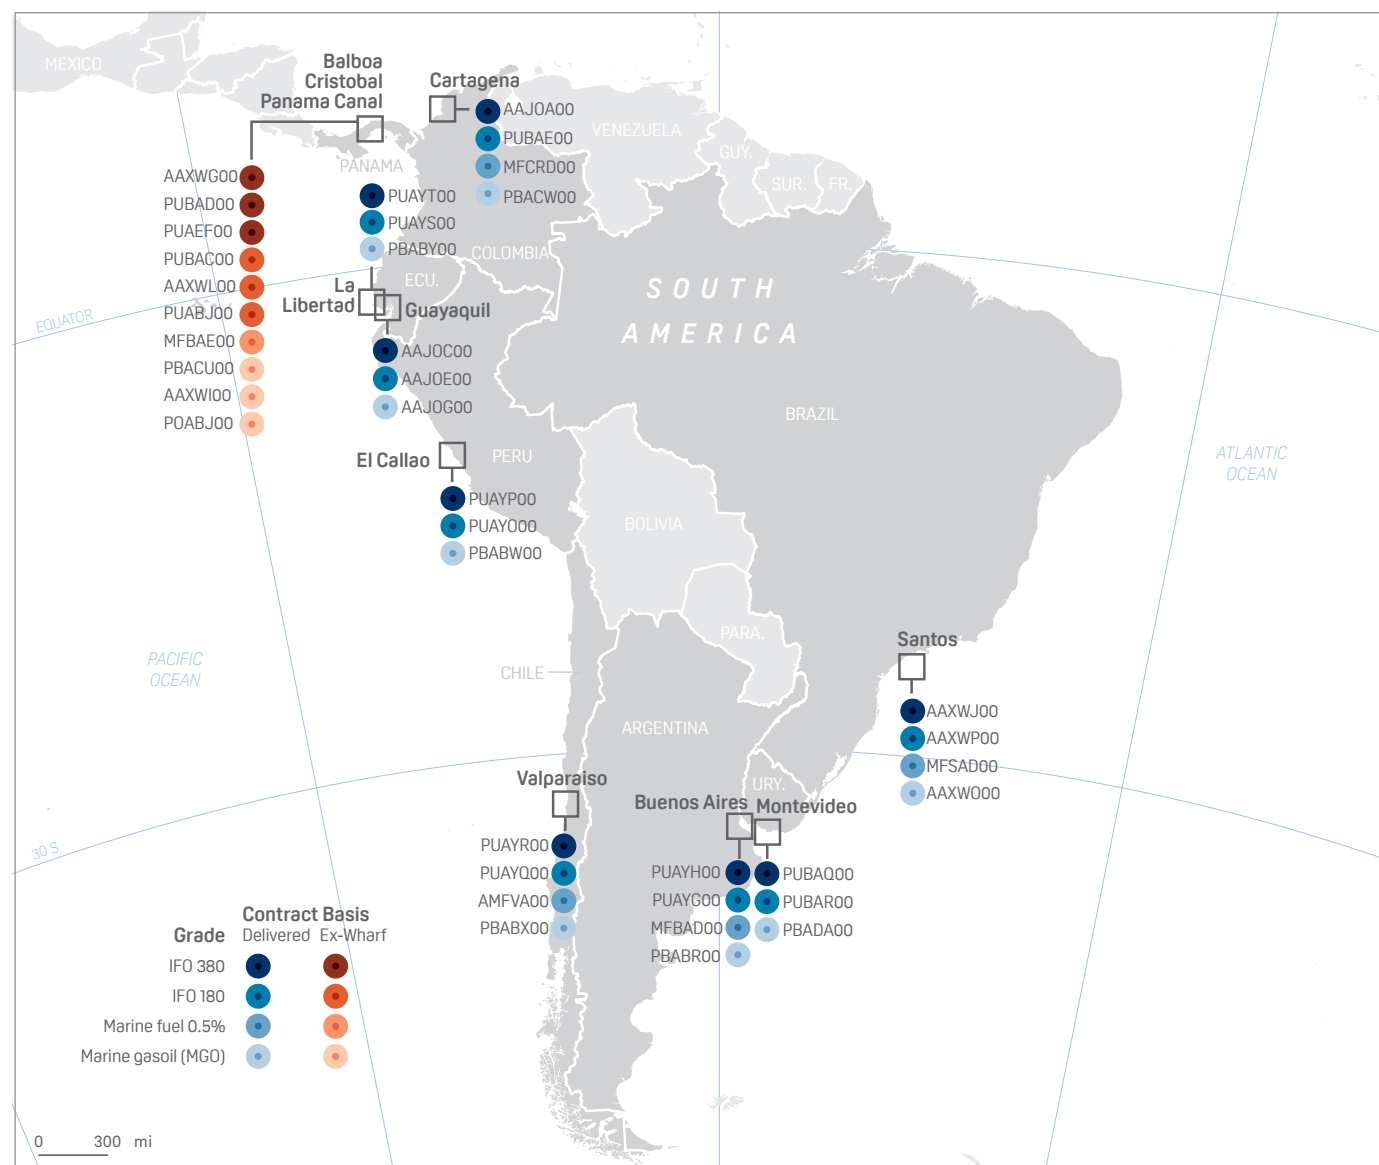 MEXICO
Balboa
Cristobal
Panama Canal
Cartagena
AAJOA00
PUBAE00
MFCRD00
PBACW00
VENEZUELA
GUY.
SUR.
FR.
PANAMA
AAXWG00
PUBAD00
PUAEF00
PUBAC00
AAXWL00
PUABJ00
MFBAE00
PBACU00
AAXWI00
POABJ00
PUAYT00
PUAYS00
PBABY00
COLOMBIA
ECU.
La
Libertad
Guayaquil
AAJOC00
AAJOE00
AAJOG00
EQUATOR
SOUTH
AMERICA
BRAZIL
ATLANTIC
OCEAN
El Callao
PERU
PUAYP00
PUAYO00
PBABW00
BOLIVIA
PARA.
PACIFIC
OCEAN
CHILE
ARGENTINA
Santos
AAXWJ00
AAXWP00
MFSAD00
AAXWO00
Valparaiso
PUAYR00
PUAYQ00
AMFVA00
PBABX00
URY.
Buenos Aires
Montevideo
PUAYH00
PUAYG00
MFBAD00
PBABR00
PUBAQ00
PUBAR00
PBADA00
30 S
Contract Basis
Grade Delivered Ex-Wharf
IFO 380
IFO 180
Marine fuel 0.5%
Marine gasoil (MGO)
0 300 mi